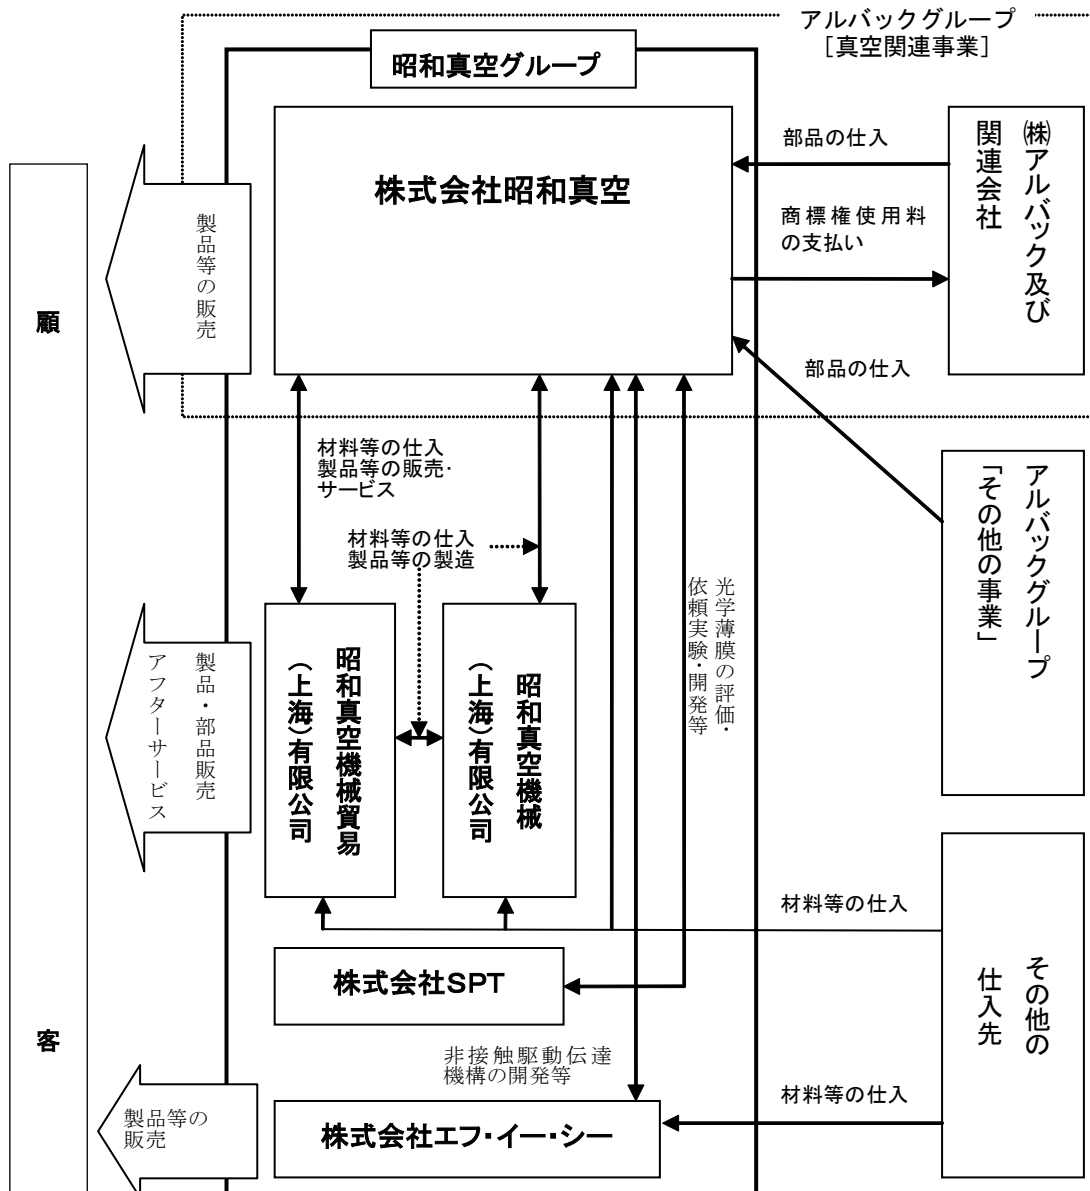 アルバックグループ
［真空関連事業］
昭和真空グループ
株式会社昭和真空
部品の仕入
商標権使用料
の支払い
㈱アルバック及び
関連会社
製品等の販売
顧
客
部品の仕入
アルバックグループ
「その他の事業」
材料等の仕入
製品等の販売・
サービス
材料等の仕入
製品等の製造
光学薄膜の評価・
依頼実験・開発等
製品・部品販売
アフターサービス
昭和真空機械貿易
（上海）有限公司
昭和真空機械
（上海）有限公司
材料等の仕入
その他の
仕入先
株式会社SPT
非接触駆動伝達
機構の開発等
材料等の仕入
製品等の
販売
株式会社エフ・イー・シー